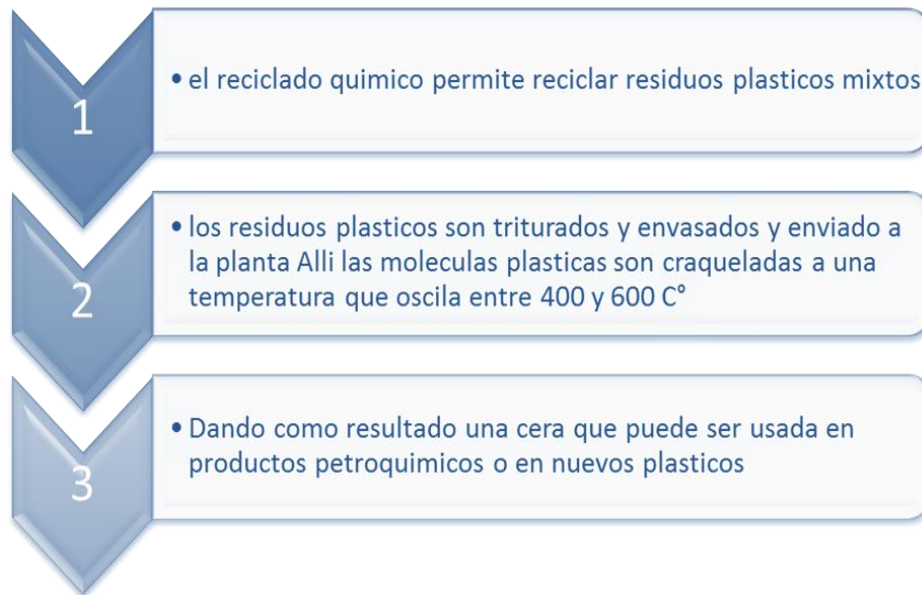 1
• el reciclado quimico permite reciclar residuos plasticos mixtos
2
• los residuos plasticos son triturados y envasados y enviado a
la planta Alli las moleculas plasticas son craqueladas a una
temperatura que oscila entre 400 y 600 C°
3
• Dando como resultado una cera que puede ser usada en
productos petroquimicos o en nuevos plasticos